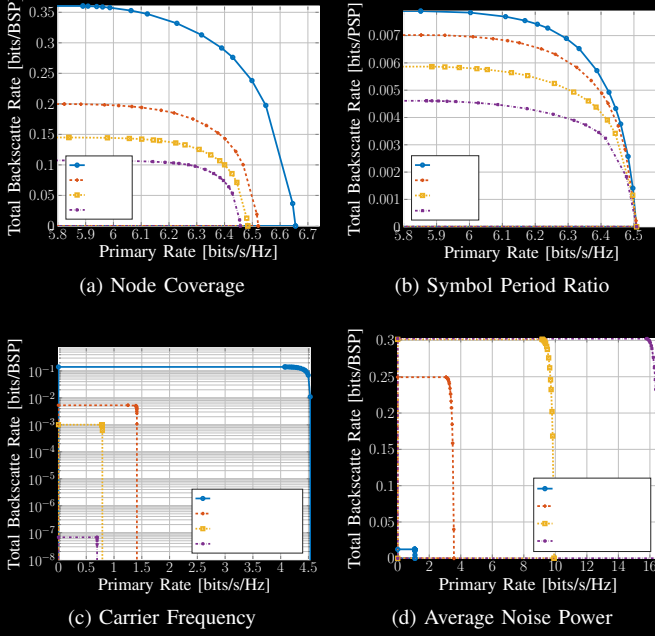 Total Backscatte Rate [bits/BSP]
0.35
0.3
0.25
0.2
0.15
0.1
0.05
0
5.8 5.9 6 6.1 6.2 6.3 6.4 6.5 6.6 6.7
Primary Rate [bits/s/Hz]
(a) Node Coverage
Total Backscatte Rate [bits/PSP]
0.007
0.006
0.005
0.004
0.003
0.002
0.001
0
5.8 5.9 6 6.1 6.2 6.3 6.4 6.5
Primary Rate [bits/s/Hz]
(b) Symbol Period Ratio
Total Backscatte Rate [bits/BSP]
10−1
10−2
10−3
10−4
10−5
10−6
10−7
10−8
0 0.5 1 1.5 2 2.5 3 3.5 4 4.5
Primary Rate [bits/s/Hz]
(c) Carrier Frequency
Total Backscatte Rate [bits/BSP]
0.3
0.25
0.2
0.15
0.1
0.05
0
0 2 4 6 8 10 12 14 16
Primary Rate [bits/s/Hz]
(d) Average Noise Power